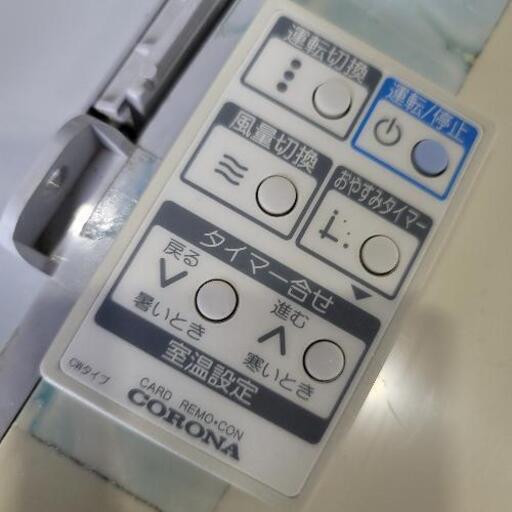 運転切換
運転/停止
風量切換
おやすみタイマー
タイマー合せ
戻る
進む
暑いとき
寒いとき
室温設定
CWタイプ
CARD REMO・CON
CORONA